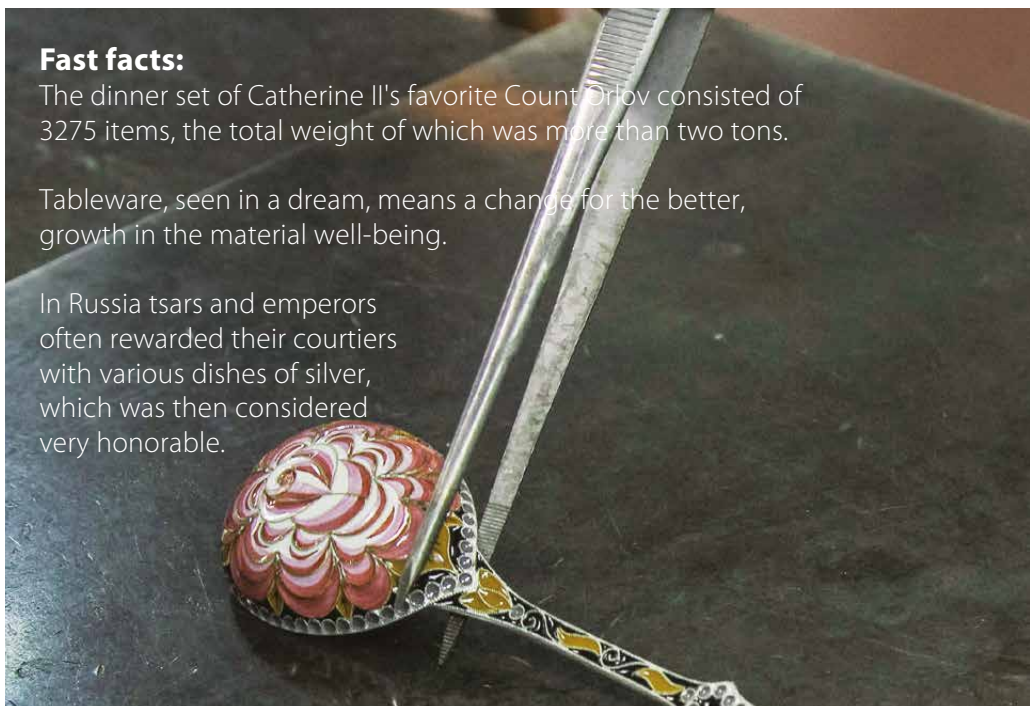 Fast facts:
The dinner set of Catherine II's favorite Count Orlov consisted of
3275 items, the total weight of which was more than two tons.
Tableware, seen in a dream, means a change for the better,
growth in the material well-being.
In Russia tsars and emperors
often rewarded their courtiers
with various dishes of silver,
which was then considered
very honorable.